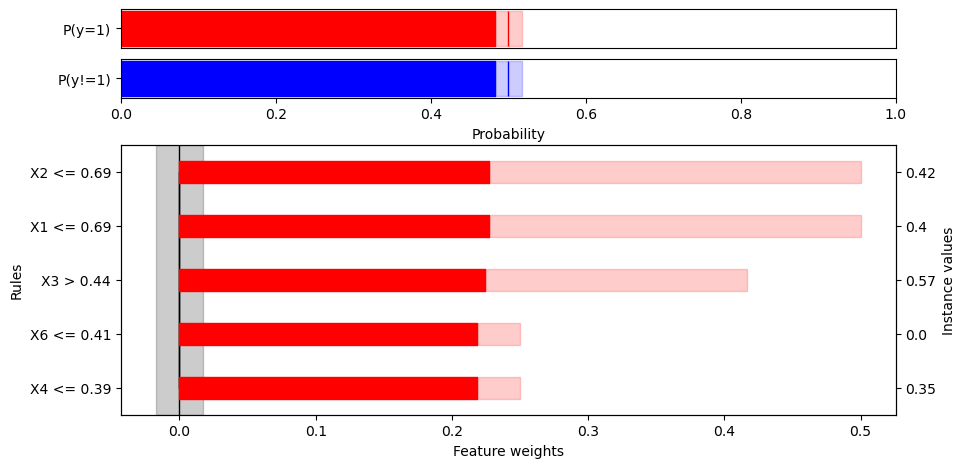 P(y=1)
P(y!=1)
0.0 0.2 0.4 0.6 0.8 1.0
Probability
X2 <= 0.69 0.42
X1 <= 0.69 0.4
X3 > 0.44 0.57
X6 <= 0.41 0.0
X4 <= 0.39 0.35
Rules
Instance values
0.0 0.1 0.2 0.3 0.4 0.5
Feature weights